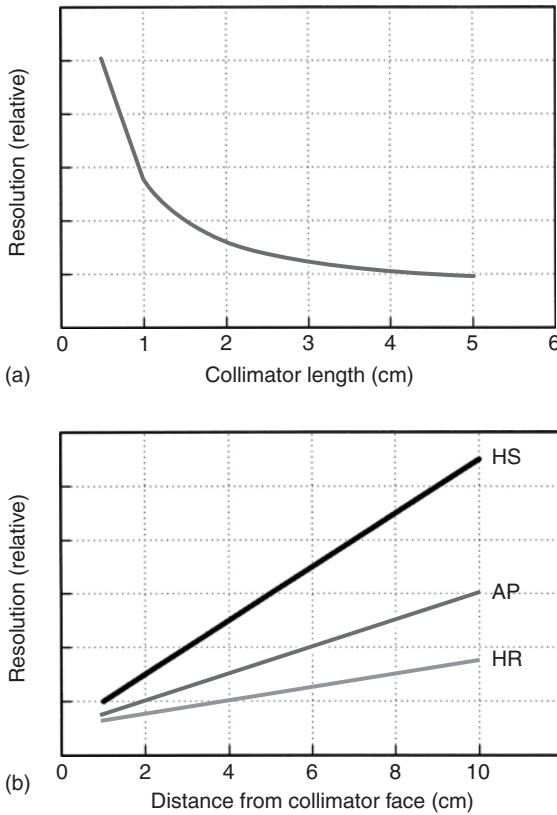 Resolution (relative)
0 1 2 3 4 5 6
(a)
Collimator length (cm)
HS
AP
HR
Resolution (relative)
0 2 4 6 8 10
(b)
Distance from collimator face (cm)